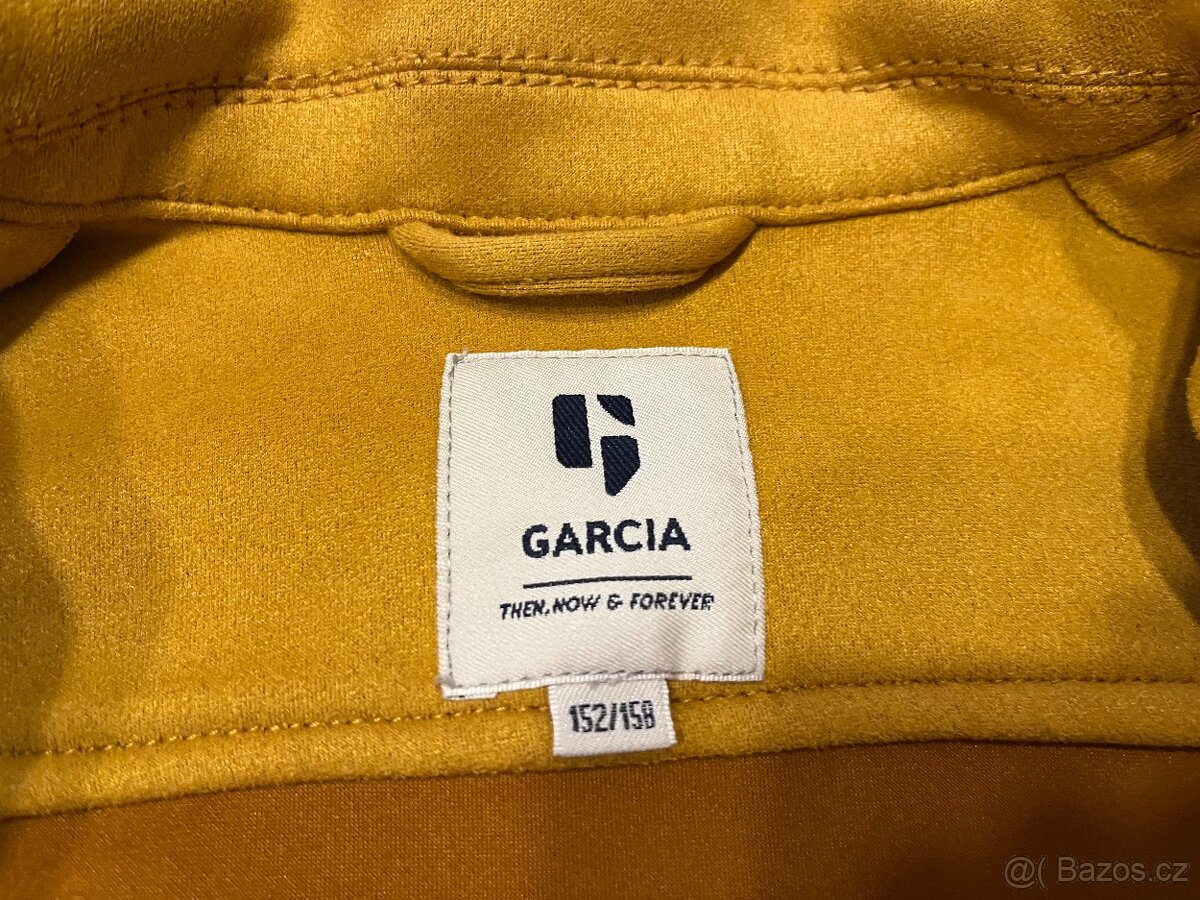 GARCIA
THEN, NOW & FOREVER
152/158
@( Bazos.cz